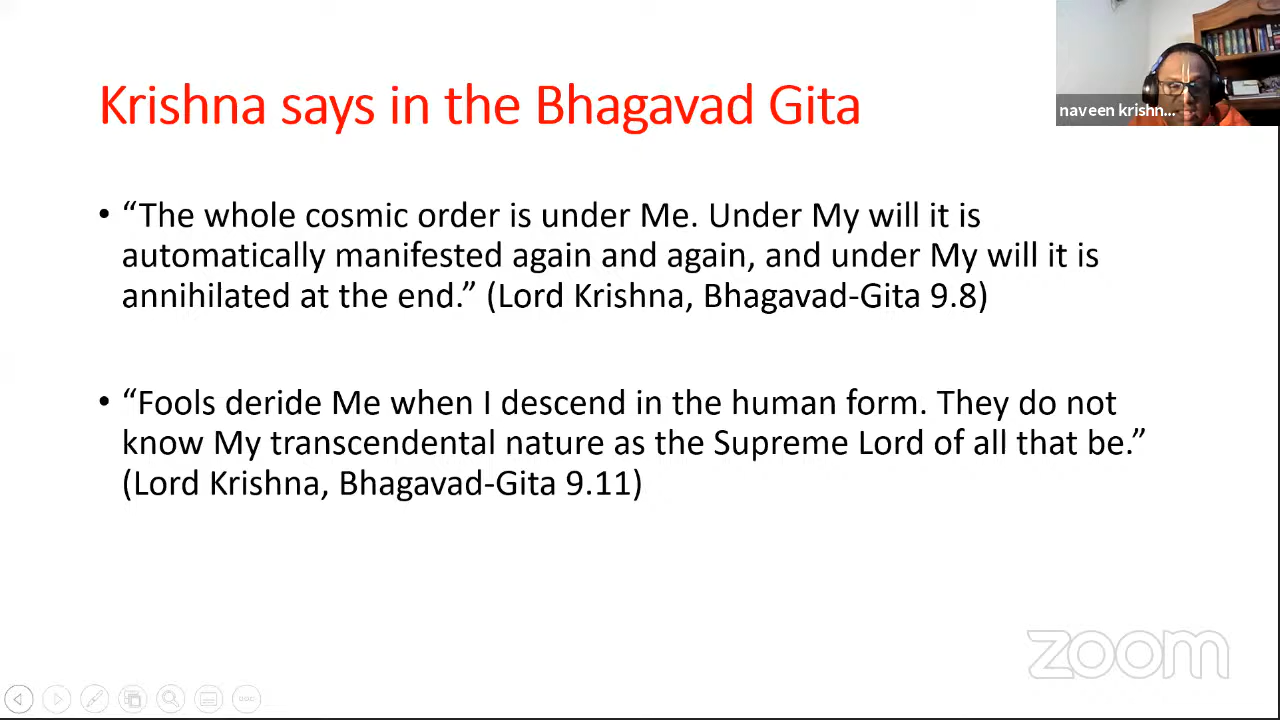 Krishna says in the Bhagavad Gita
naveen krishn...
• “The whole cosmic order is under Me. Under My will it is
automatically manifested again and again, and under My will it is
annihilated at the end.” (Lord Krishna, Bhagavad-Gita 9.8)
• “Fools deride Me when I descend in the human form. They do not
know My transcendental nature as the Supreme Lord of all that be.”
(Lord Krishna, Bhagavad-Gita 9.11)
zoom